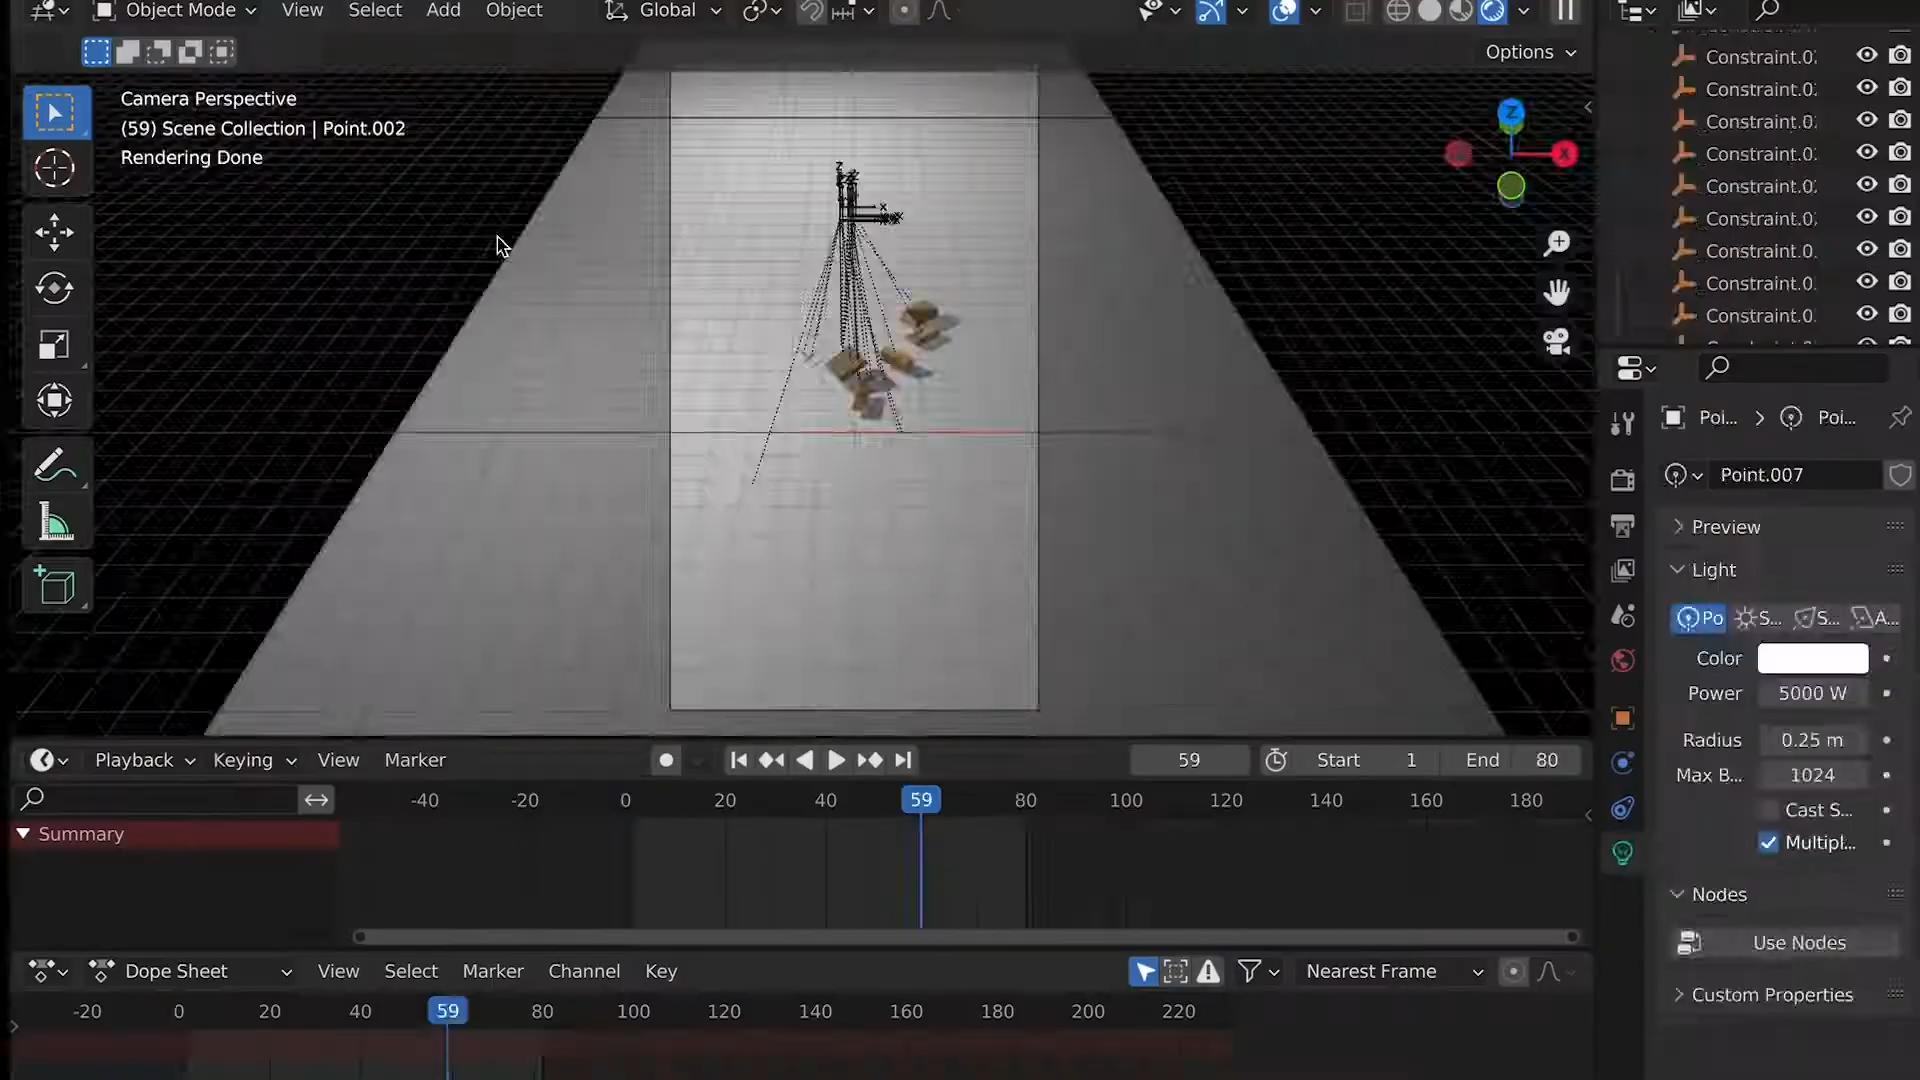 Object Mode View Select Add Object Global
Options
Camera Perspective
(59) Scene Collection | Point.002
Rendering Done
Z
X
Constraint.0
Constraint.0
Constraint.0
Constraint.0
Constraint.0
Constraint.0
Constraint.0
Constraint.0
Constraint.0
Poi... Poi...
Point.007
Preview
Light
Po S... S... A...
Color
Power 5000 W
Radius 0.25 m
Max B... 1024
Cast S...
Multipl...
Nodes
Use Nodes
Custom Properties
Playback Keying View Marker 59 Start 1 End 80
-40 -20 0 20 40 59 80 100 120 140 160 180
Summary
Dope Sheet View Select Marker Channel Key Nearest Frame
-20 0 20 40 59 80 100 120 140 160 180 200 220